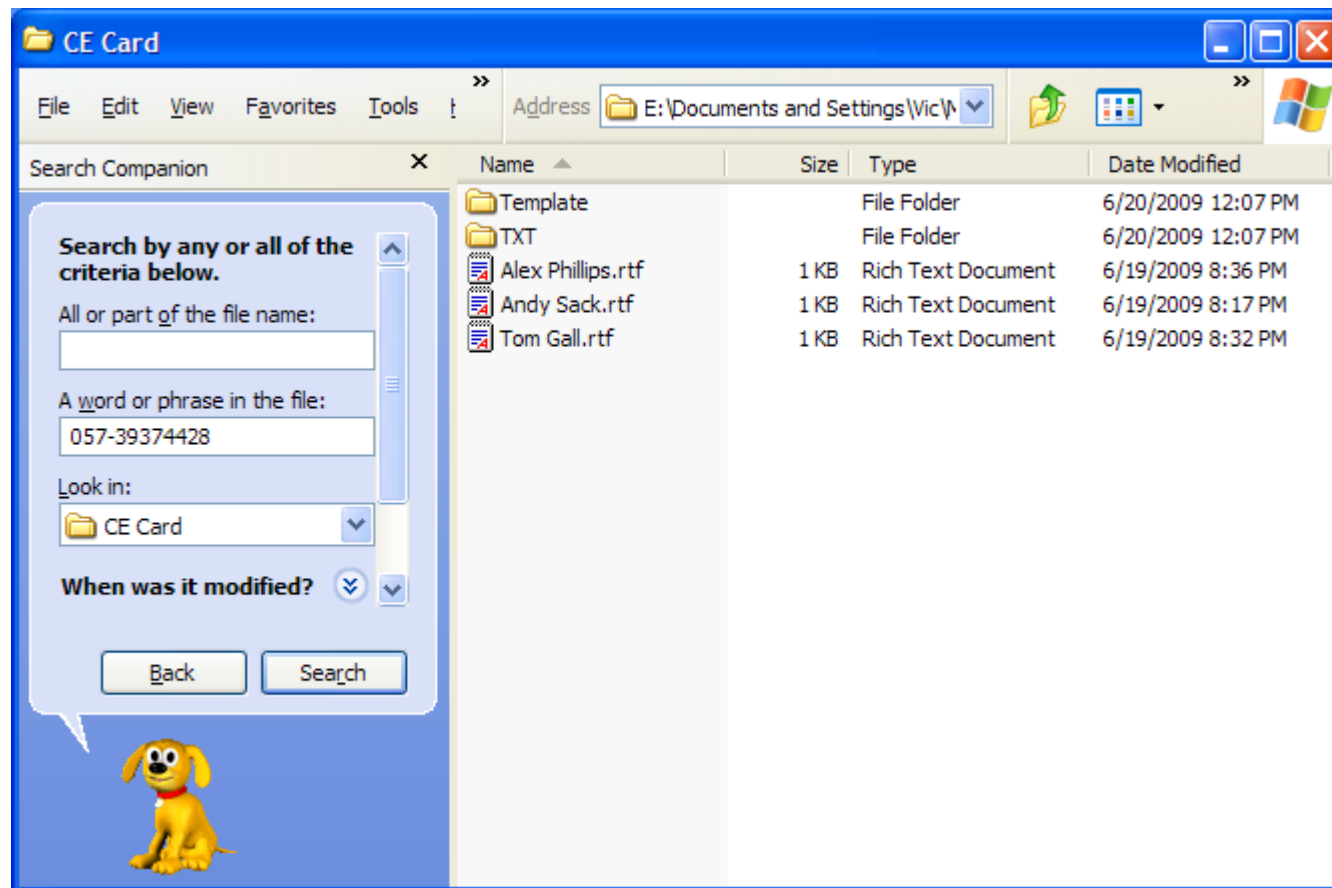 CE Card
File Edit View Favorites Tools » Address E:\Documents and Settings\Vic\ »
Search Companion
Search by any or all of the
criteria below.
All or part of the file name:
A word or phrase in the file:
057-39374428
Look in:
CE Card
When was it modified?
Back Search
Name Size Type Date Modified
Template File Folder 6/20/2009 12:07 PM
TXT File Folder 6/20/2009 12:07 PM
Alex Phillips.rtf 1 KB Rich Text Document 6/19/2009 8:36 PM
Andy Sack.rtf 1 KB Rich Text Document 6/19/2009 8:17 PM
Tom Gall.rtf 1 KB Rich Text Document 6/19/2009 8:32 PM